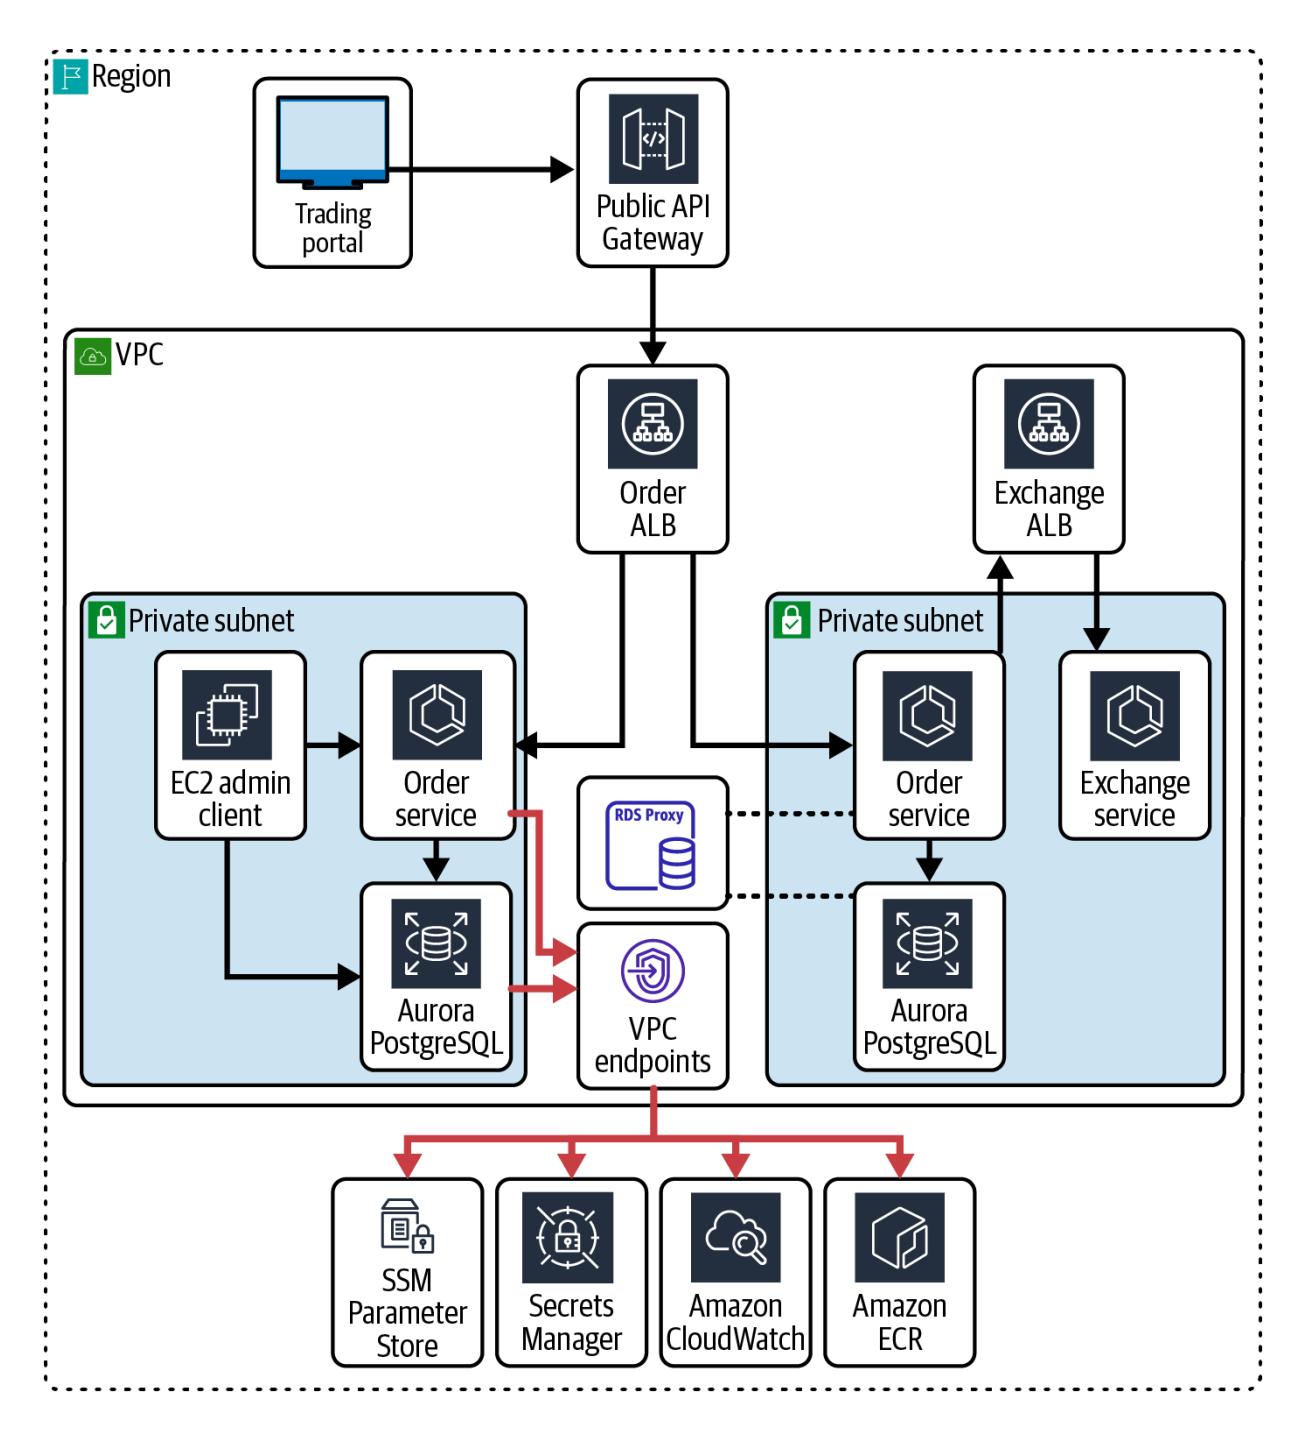 Region
Trading
portal
Public API
Gateway
VPC
Order
ALB
Exchange
ALB
Private subnet
EC2 admin
client
Order
service
Aurora
PostgreSQL
RDS Proxy
VPC
endpoints
Private subnet
Order
service
Exchange
service
Aurora
PostgreSQL
SSM
Parameter
Store
Secrets
Manager
Amazon
CloudWatch
Amazon
ECR